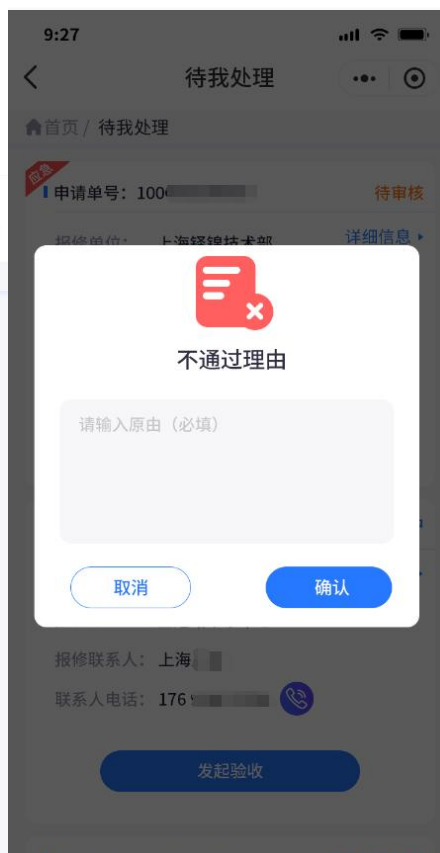 9:27
待我处理
首页 / 待我处理
应急
申请单号：100
待审核
报修单位： 上海铎锦技术部
详细信息
不通过理由
请输入原由（必填）
取消
确认
报修联系人： 上海
联系人电话： 176
发起验收